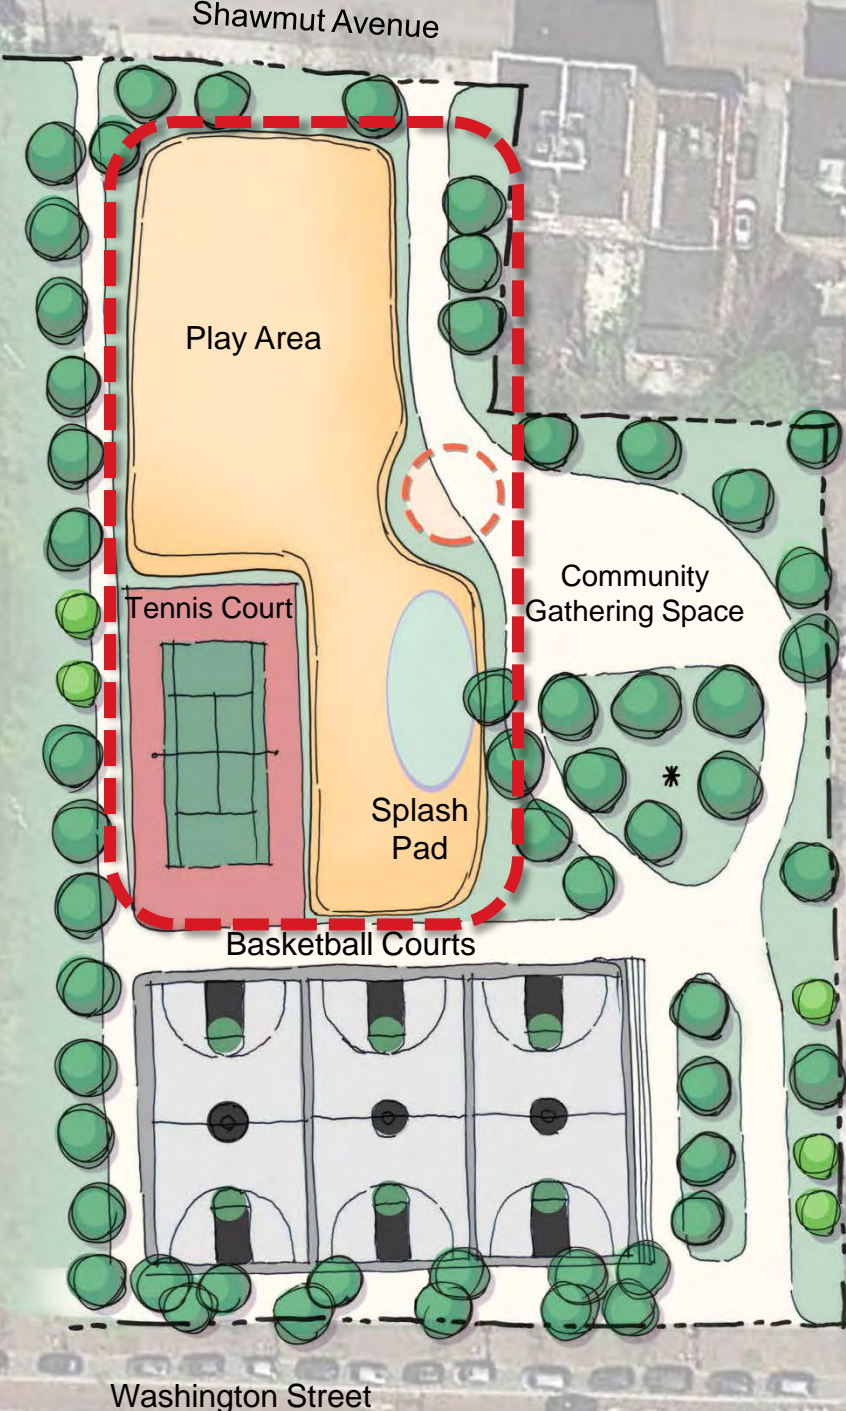 Shawmut Avenue
Play Area
Tennis Court
Community
Gathering Space
Splash
Pad
Basketball Courts
Washington Street